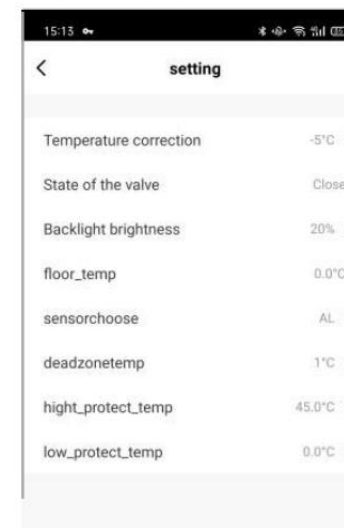 15:13
setting
Temperature correction -5°C
State of the valve Close
Backlight brightness 20%
floor_temp 0.0°C
sensorchoose AL
deadzonetemp 1°C
hight_protect_temp 45.0°C
low_protect_temp 0.0°C